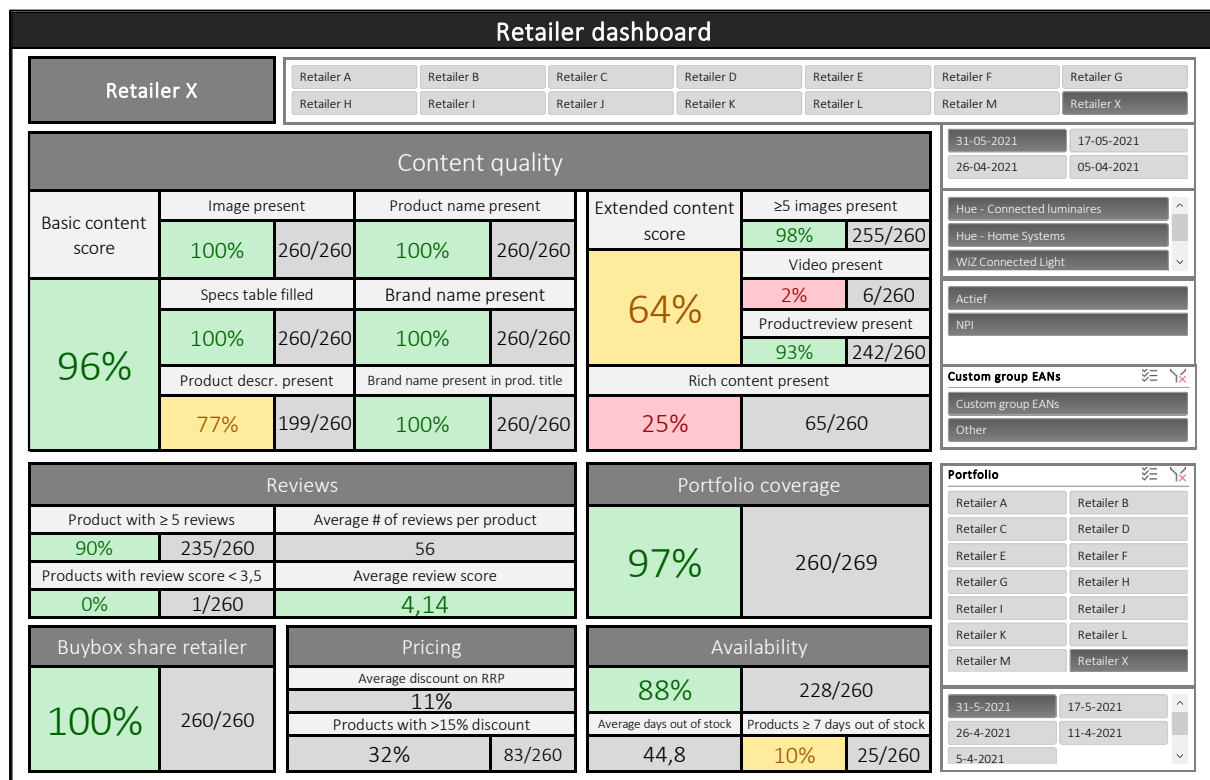 Retailer dashboard
Retailer X
Retailer A Retailer B Retailer C Retailer D Retailer E Retailer F Retailer G
Retailer H Retailer I Retailer J Retailer K Retailer L Retailer M Retailer X
Content quality
Basic content score
96%
Image present
100% 260/260
Product name present
100% 260/260
Specs table filled
100% 260/260
Brand name present
100% 260/260
Product descr. present
77% 199/260
Brand name present in prod. title
100% 260/260
Extended content score
64%
≥5 images present
98% 255/260
Video present
2% 6/260
Productreview present
93% 242/260
Rich content present
25% 65/260
31-05-2021 17-05-2021
26-04-2021 05-04-2021
Hue - Connected luminaires
Hue - Home Systems
WiZ Connected Light
Actief
NPI
Custom group EANs
Custom group EANs
Other
Reviews
Product with ≥ 5 reviews
90% 235/260
Average # of reviews per product
56
Products with review score < 3,5
0% 1/260
Average review score
4,14
Portfolio coverage
97% 260/269
Portfolio
Retailer A Retailer B
Retailer C Retailer D
Retailer E Retailer F
Retailer G Retailer H
Retailer I Retailer J
Retailer K Retailer L
Retailer M Retailer X
Buybox share retailer
100% 260/260
Pricing
Average discount on RRP
11%
Products with >15% discount
32% 83/260
Availability
88% 228/260
Average days out of stock
44,8
Products ≥ 7 days out of stock
10% 25/260
31-5-2021 17-5-2021
26-4-2021 11-4-2021
5-4-2021